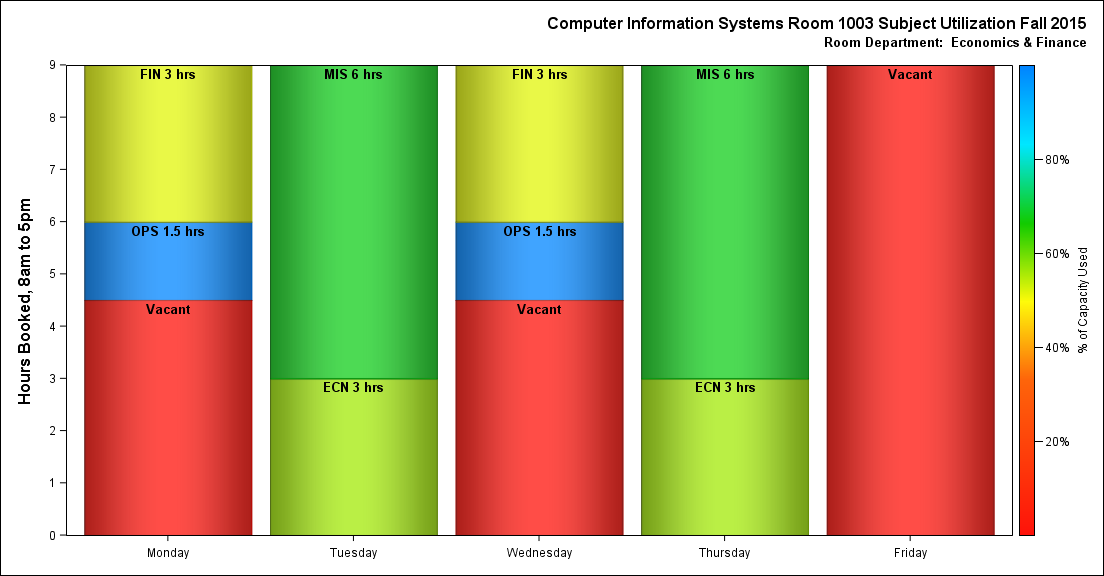 Computer Information Systems Room 1003 Subject Utilization Fall 2015
Room Department: Economics & Finance
Hours Booked, 8am to 5pm
9
8
7
6
5
4
3
2
1
0
FIN 3 hrs
OPS 1.5 hrs
Vacant
MIS 6 hrs
ECN 3 hrs
FIN 3 hrs
OPS 1.5 hrs
Vacant
MIS 6 hrs
ECN 3 hrs
Vacant
Monday
Tuesday
Wednesday
Thursday
Friday
80%
60%
40%
20%
% of Capacity Used